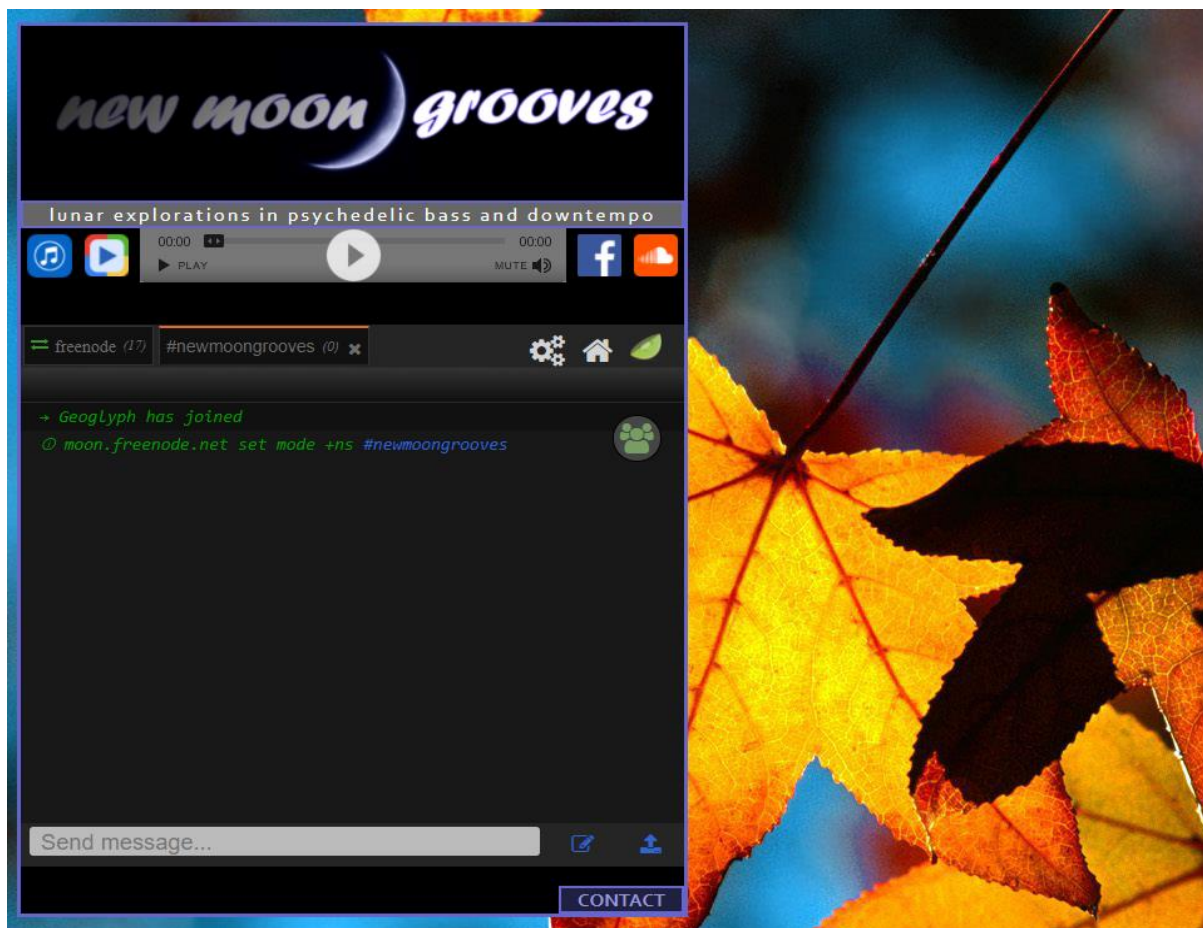 new moon grooves
lunar explorations in psychedelic bass and downtempo
00:00 00:00
PLAY MUTE
freenode (17) #newmoongrooves (0)
→ Geoglyph has joined
moon.freenode.net set mode +ns #newmoongrooves
Send message...
CONTACT